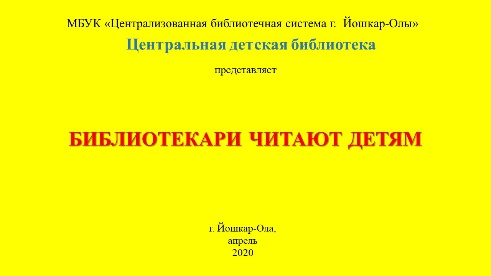 МБУК «Централизованная библиотечная система г. Йошкар-Олы»
Центральная детская библиотека
представляет
БИБЛИОТЕКАРИ ЧИТАЮТ ДЕТЯМ
г. Йошкар-Ола,
апрель
2020